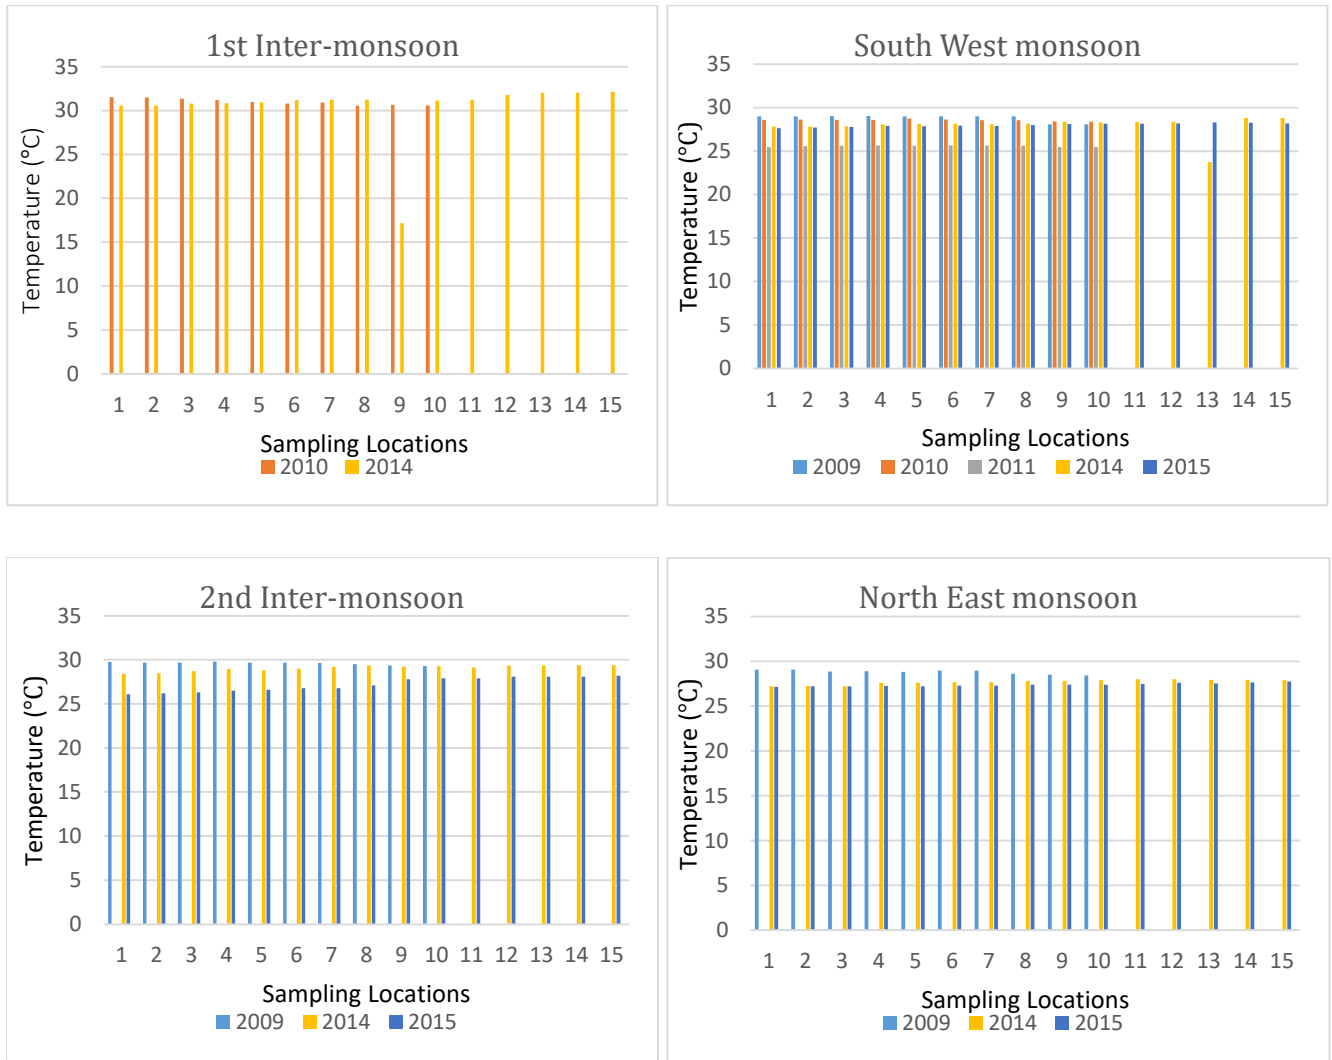 1st Inter-monsoon
Temperature (°C)
35
30
25
20
15
10
5
0
1 2 3 4 5 6 7 8 9 10 11 12 13 14 15
Sampling Locations
2010 2014
South West monsoon
Temperature (°C)
35
30
25
20
15
10
5
0
1 2 3 4 5 6 7 8 9 10 11 12 13 14 15
Sampling Locations
2009 2010 2011 2014 2015
2nd Inter-monsoon
Temperature (°C)
35
30
25
20
15
10
5
0
1 2 3 4 5 6 7 8 9 10 11 12 13 14 15
Sampling Locations
2009 2014 2015
North East monsoon
Temperature (°C)
35
30
25
20
15
10
5
0
1 2 3 4 5 6 7 8 9 10 11 12 13 14 15
Sampling Locations
2009 2014 2015